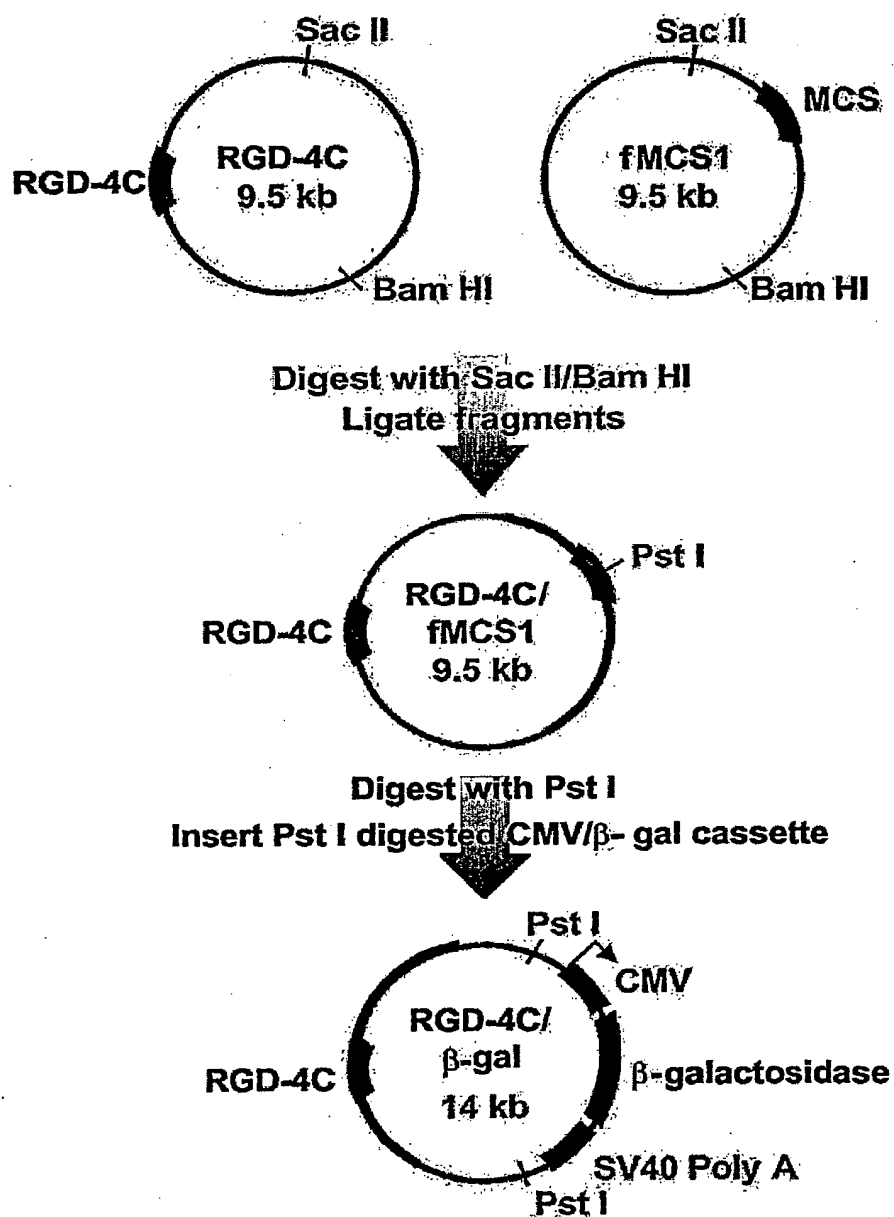 Sac II
Sac II
MCS
RGD-4C
RGD-4C
9.5 kb
fMCS1
9.5 kb
Bam HI
Bam HI
Digest with Sac II/Bam HI
Ligate fragments
Pst I
RGD-4C
RGD-4C/
fMCS1
9.5 kb
Digest with Pst I
Insert Pst I digested CMV/β- gal cassette
Pst I
CMV
RGD-4C/
β-gal
14 kb
RGD-4C
β-galactosidase
SV40 Poly A
Pst I